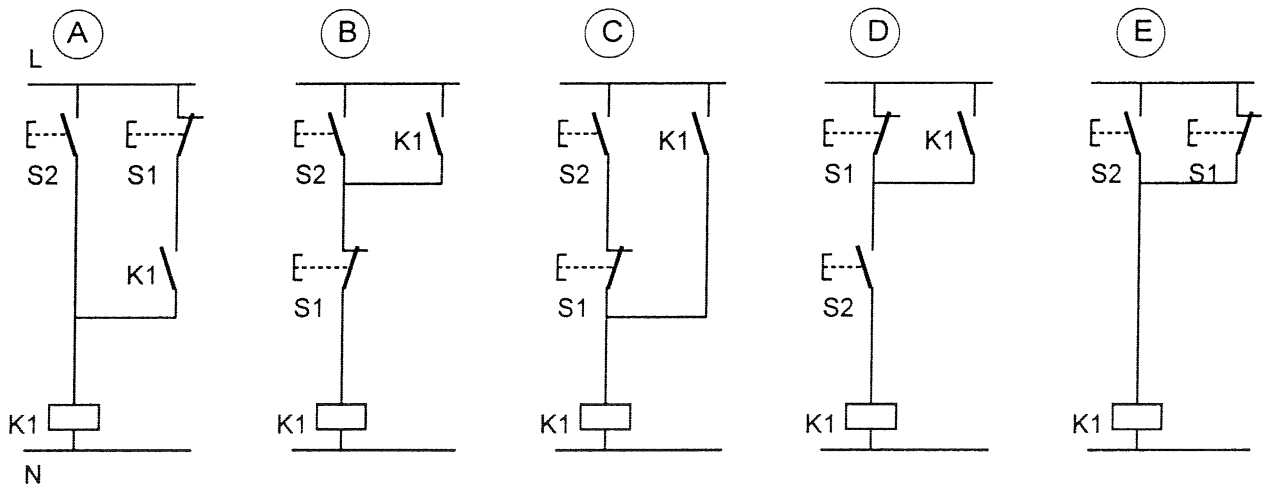 A B C D E
L
S2 S1 S2 K1 S2 K1 S1 K1 S2 S1
K1 S1 S1 S2
K1 K1 K1 K1 K1
N